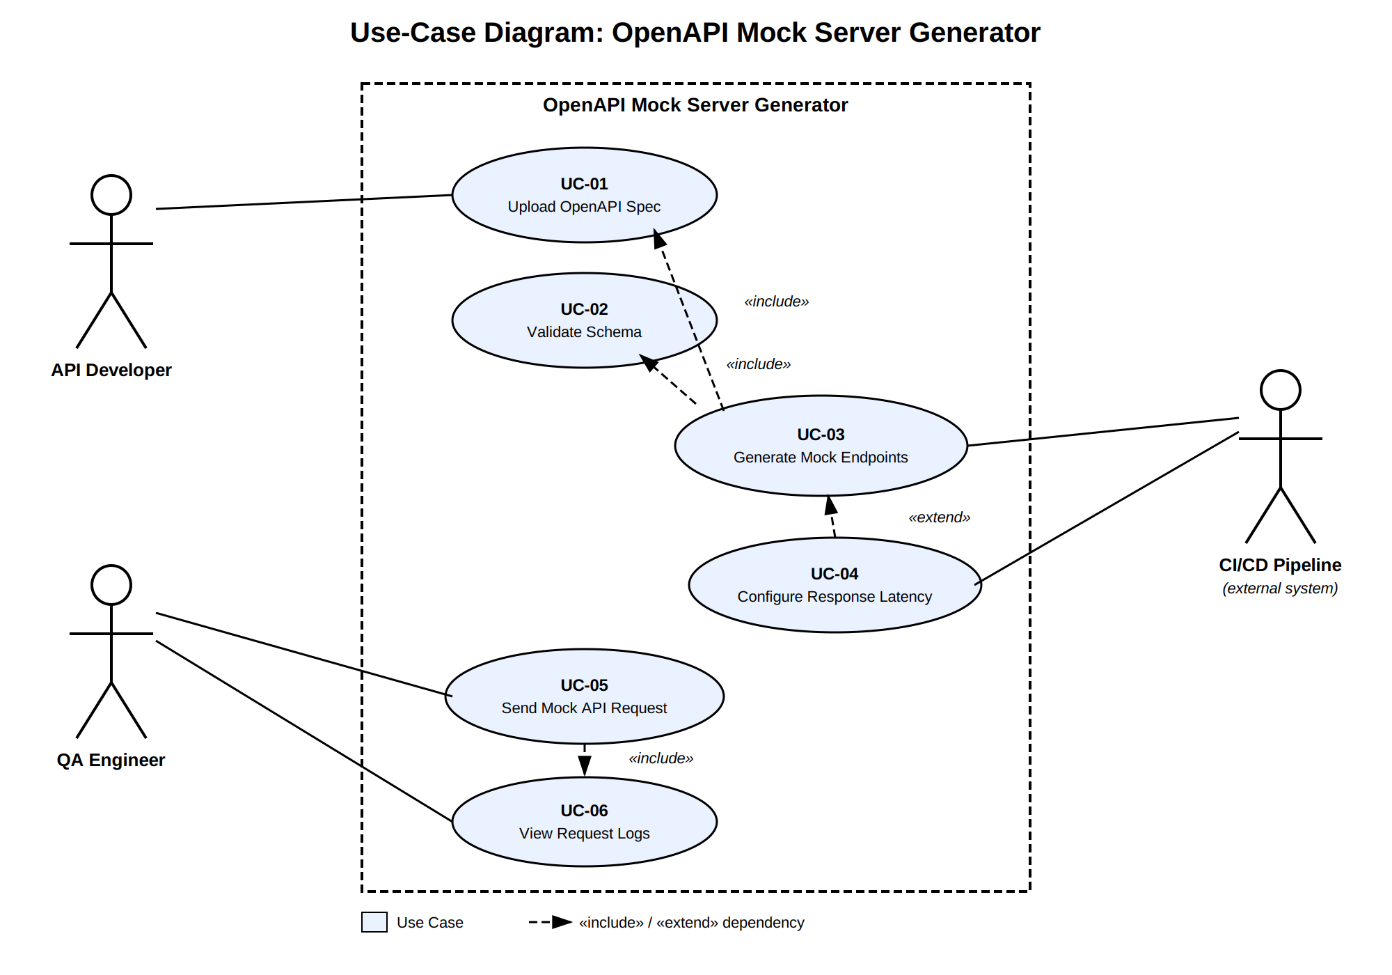 Use-Case Diagram: OpenAPI Mock Server Generator
OpenAPI Mock Server Generator
UC-01
Upload OpenAPI Spec
UC-02
Validate Schema
«include»
«include»
API Developer
UC-03
Generate Mock Endpoints
«extend»
UC-04
Configure Response Latency
CI/CD Pipeline
(external system)
UC-05
Send Mock API Request
«include»
QA Engineer
UC-06
View Request Logs
Use Case
«include» / «extend» dependency